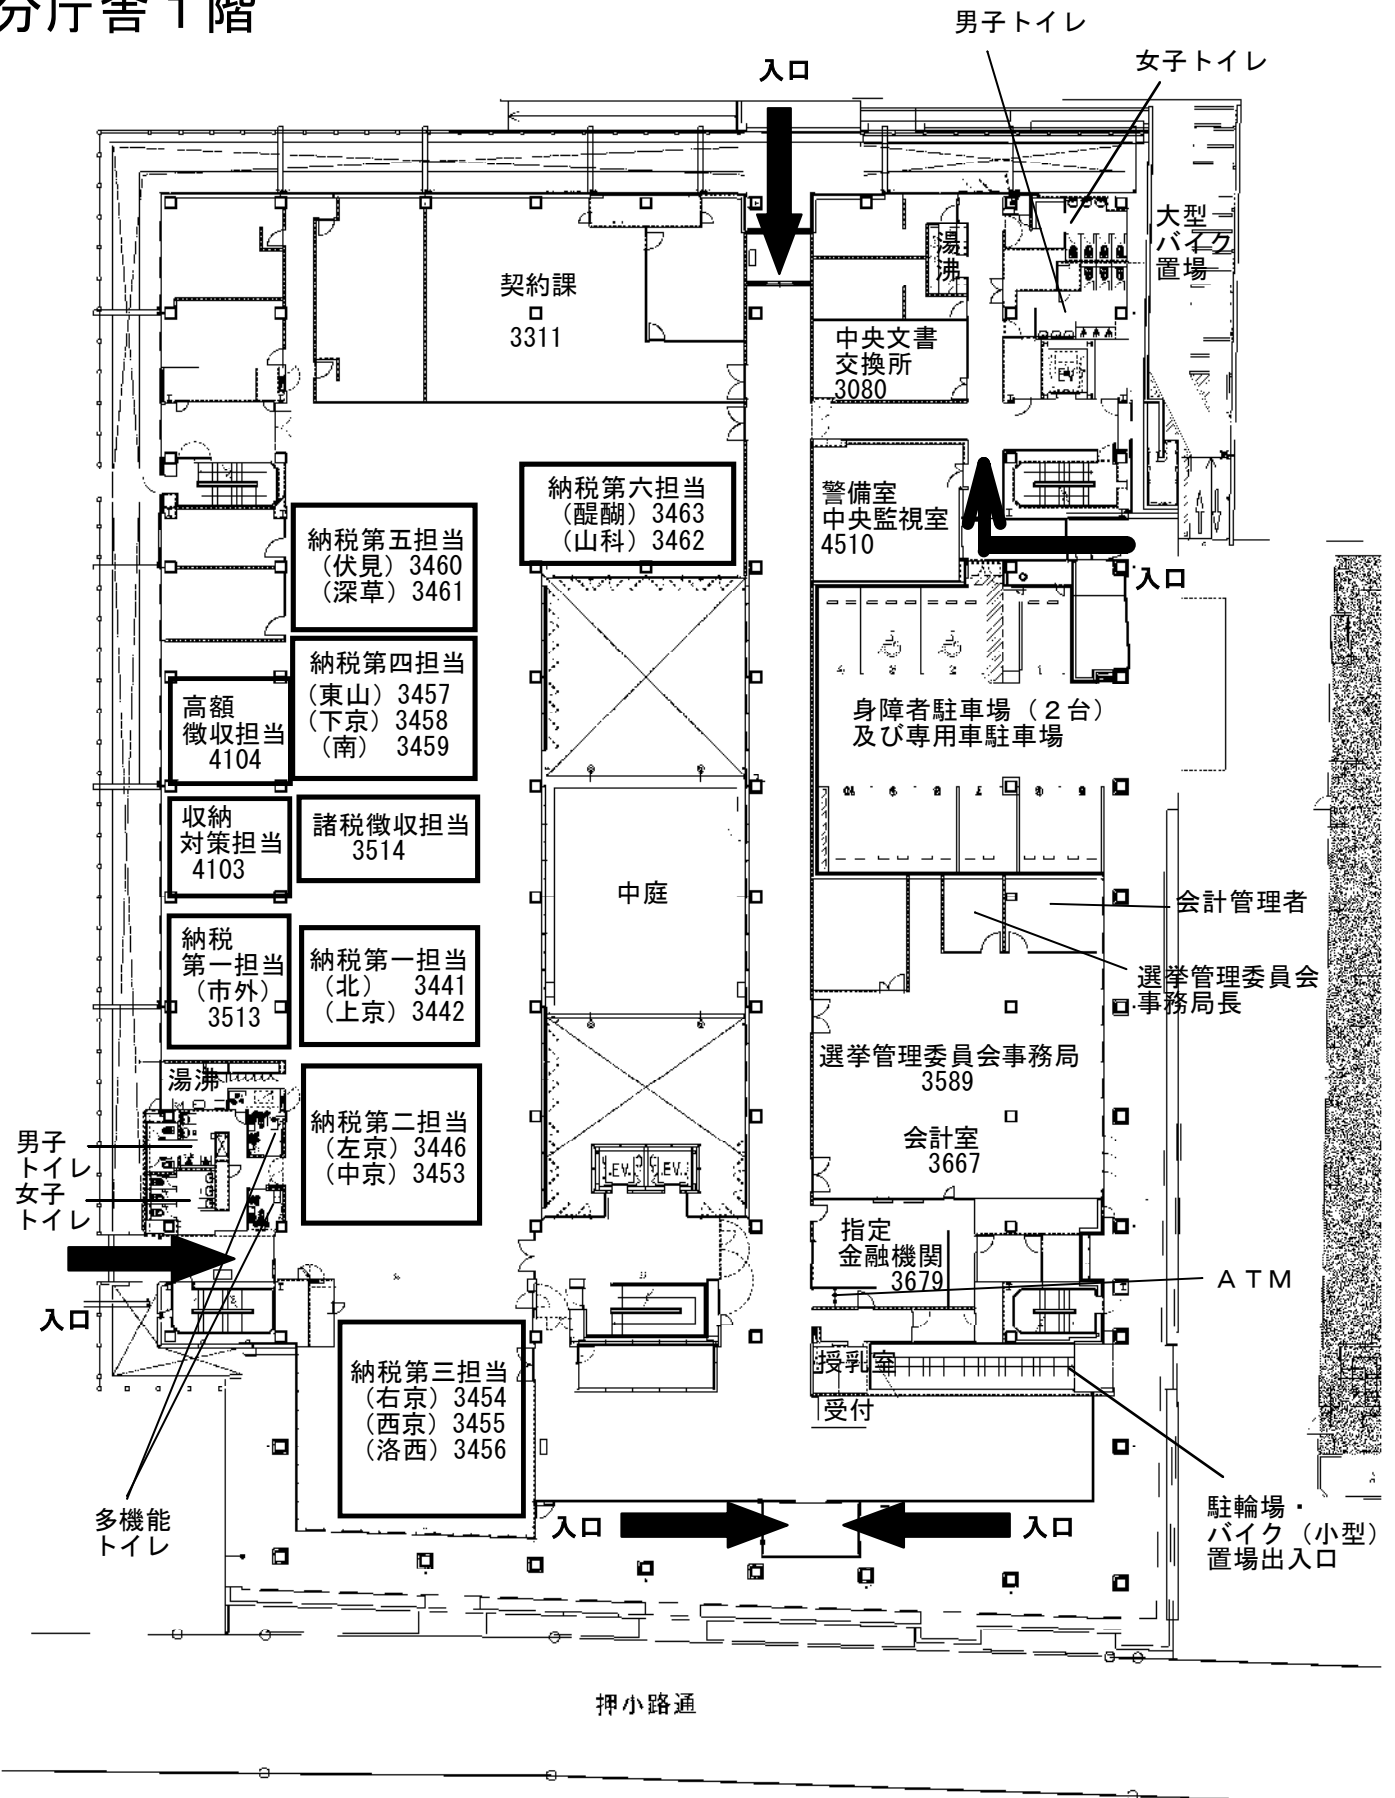 分庁舎１階
男子トイレ
女子トイレ
入口
大型
バイク
置場
湯
沸
契約課
3311
中央文書
交換所
3080
EV
納税第六担当
（醍醐）3463
（山科）3462
警備室
中央監視室
4510
入口
納税第五担当
（伏見）3460
（深草）3461
納税第四担当
（東山）3457
（下京）3458
（南） 3459
高額
徴収担当
4104
身障者駐車場（２台）
及び専用車駐車場
収納
対策担当
4103
諸税徴収担当
3514
中庭
会計管理者
選挙管理委員会
事務局長
納税
第一担当
（市外）
3513
納税第一担当
（北） 3441
（上京）3442
選挙管理委員会事務局
3589
会計室
3667
湯沸
男子
トイレ
女子
トイレ
納税第二担当
（左京）3446
（中京）3453
EV.
EV.
指定
金融機関
3679
ＡＴＭ
入口
納税第三担当
（右京）3454
（西京）3455
（洛西）3456
授乳室
受付
多機能
トイレ
入口
入口
駐輪場・
バイク（小型）
置場出入口
押小路通